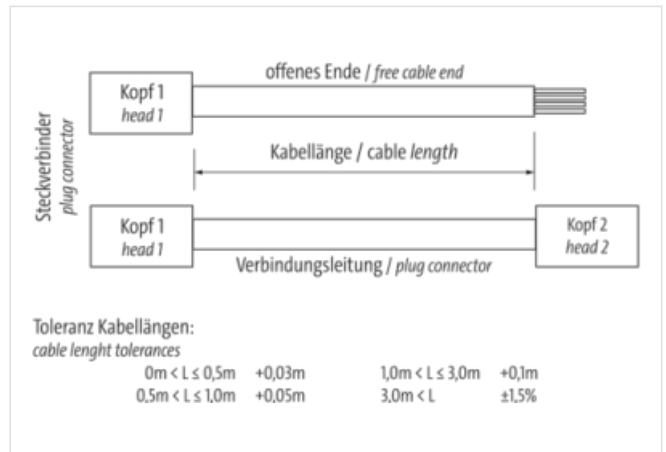 offenes Ende / free cable end
Kopf 1
head 1
Steckverbinder
plug connector
Kabellänge / cable length
Kopf 1
head 1
Kopf 2
head 2
Verbindungsleitung / plug connector
Toleranz Kabellängen:
cable lenght tolerances
0m < L ≤ 0,5m +0,03m 1,0m < L ≤ 3,0m +0,1m
0,5m < L ≤ 1,0m +0,05m 3,0m < L ±1,5%